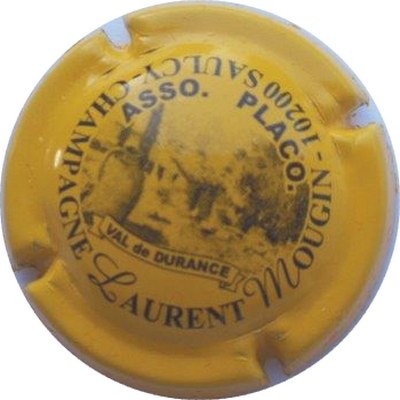 CHAMPAGNE Laurent Mougin - 10200 SAULCY
ASSO. PLACO.
VAL de DURANCE